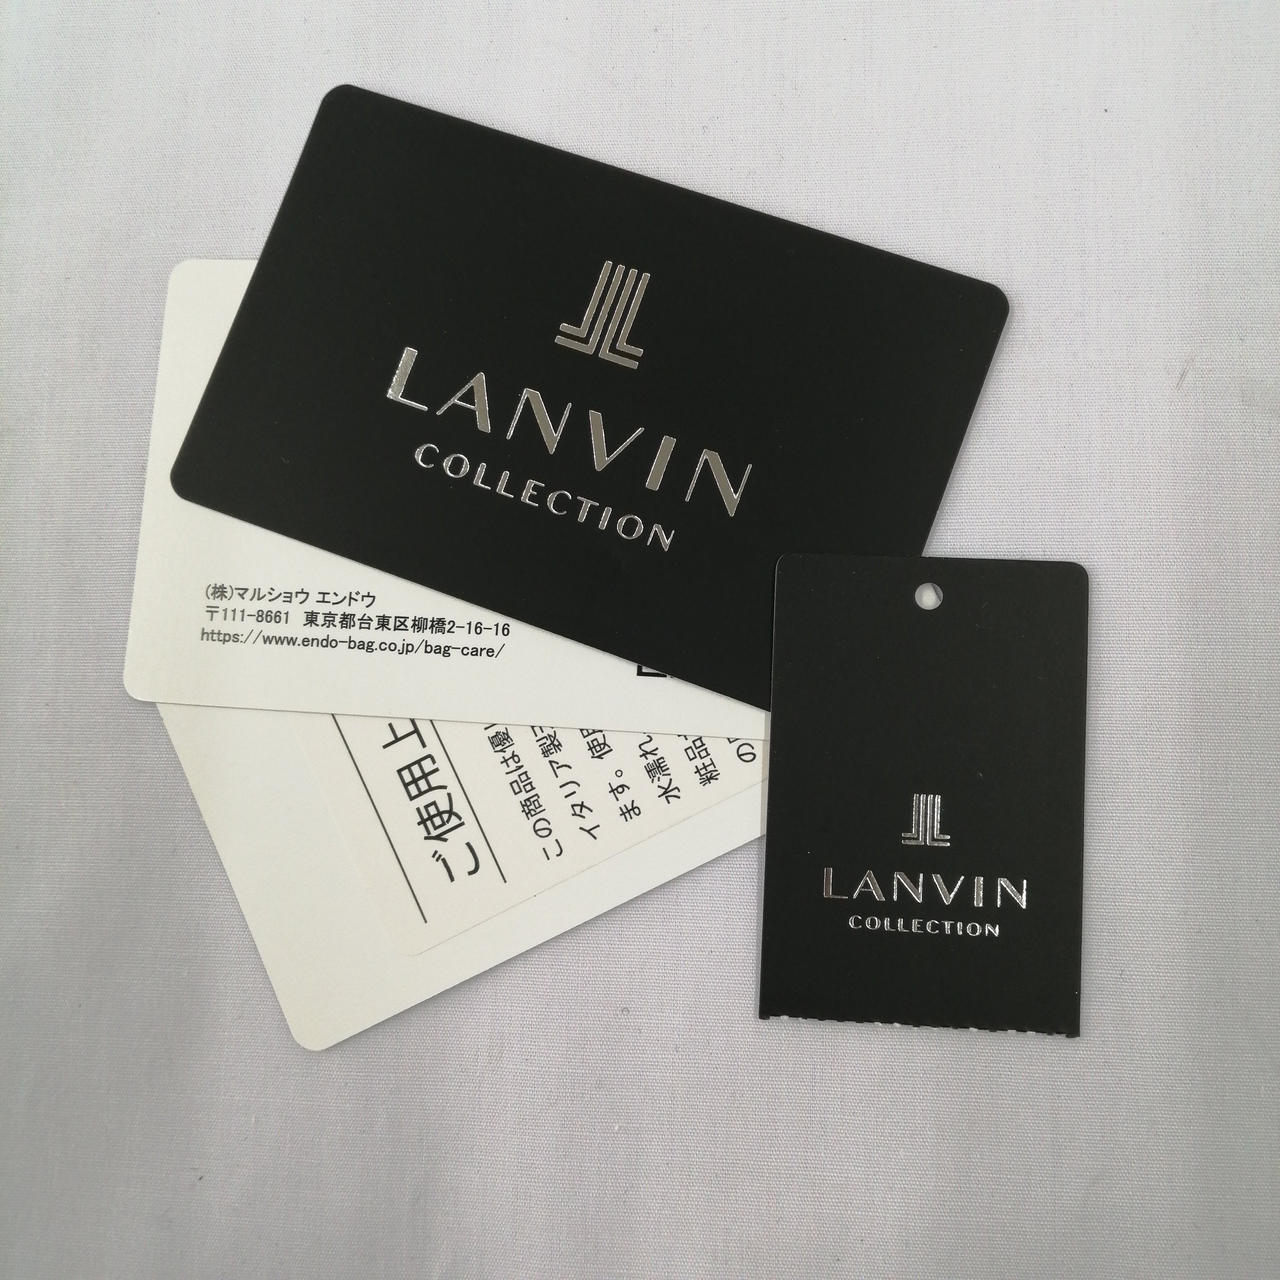 LANVIN
COLLECTION
(株)マルショウ エンドウ
〒111-8661 東京都台東区柳橋2-16-16
https://www.endo-bag.co.jp/bag-care/
ご使用上
この商品は優
イタリア製
ます。使用
水濡れ
粧品
の
LANVIN
COLLECTION